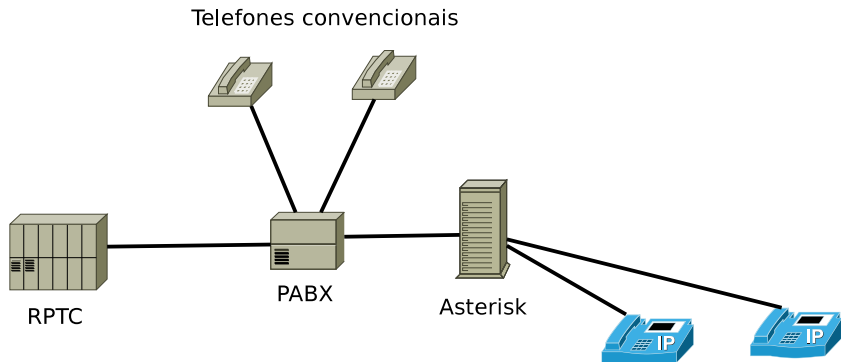 Telefones convencionais
PABX
Asterisk
RPTC
IP
IP